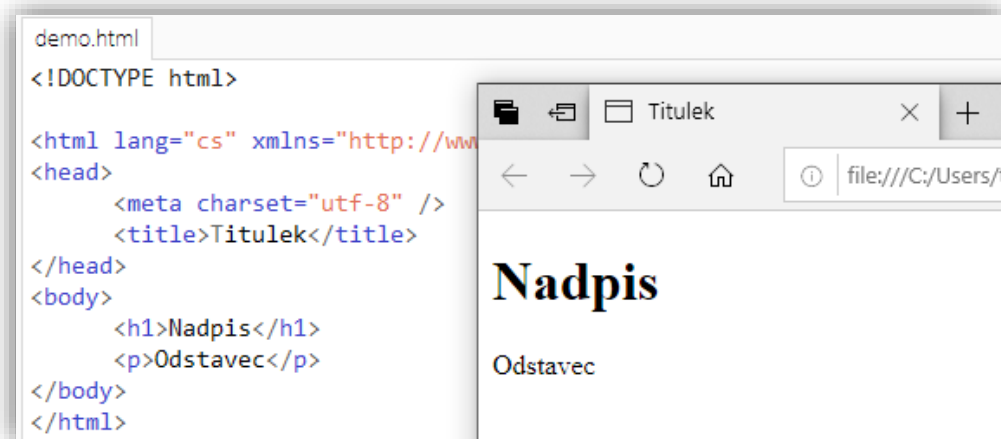 demo.html
<!DOCTYPE html>
<html lang="cs" xmlns="http://www
<head>
<meta charset="utf-8" />
<title>Titulek</title>
</head>
<body>
<h1>Nadpis</h1>
<p>Odstavec</p>
</body>
</html>
Titulek
file:///C:/Users/
Nadpis
Odstavec